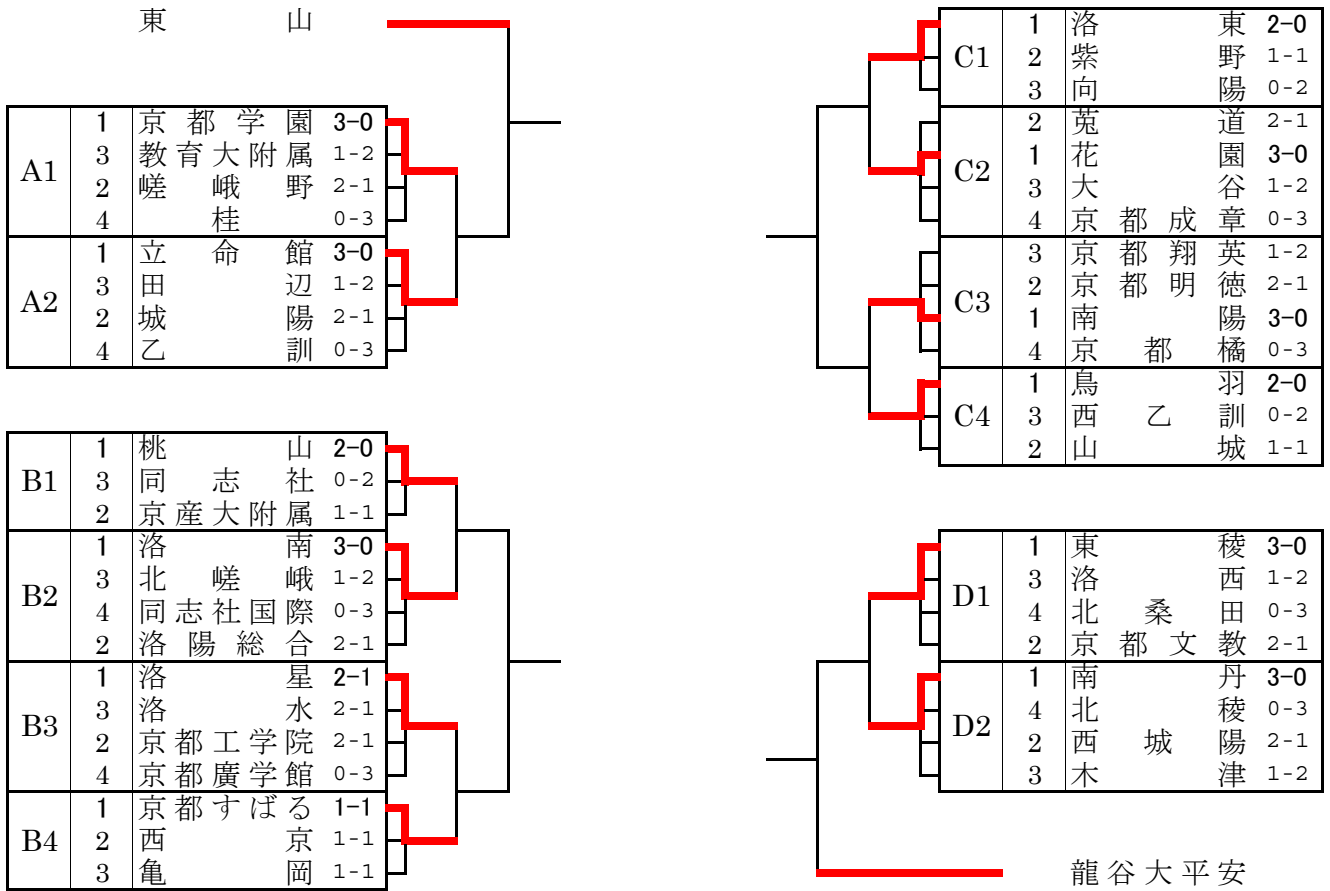 東山
A1
1 京都学園 3-0
3 教育大附属 1-2
2 嵯峨野 2-1
4 桂 0-3
A2
1 立命館 3-0
3 田辺 1-2
2 城陽 2-1
4 乙訓 0-3
B1
1 桃山 2-0
3 同志社 0-2
2 京産大附属 1-1
B2
1 洛南 3-0
3 北嵯峨 1-2
4 同志社国際 0-3
2 洛陽総合 2-1
B3
1 洛星 2-1
3 洛水 2-1
2 京都工学院 2-1
4 京都廣学館 0-3
B4
1 京都すばる 1-1
2 西京 1-1
3 亀岡 1-1
C1
1 洛東 2-0
2 紫野 1-1
3 向陽 0-2
C2
2 莵道 2-1
1 花園 3-0
3 大谷 1-2
4 京都成章 0-3
C3
3 京都翔英 1-2
2 京都明徳 2-1
1 南陽 3-0
4 京都橘 0-3
C4
1 鳥羽 2-0
3 西乙訓 0-2
2 山城 1-1
D1
1 東稜 3-0
3 洛西 1-2
4 北桑田 0-3
2 京都文教 2-1
D2
1 南丹 3-0
4 北稜 0-3
2 西城陽 2-1
3 木津 1-2
龍谷大平安